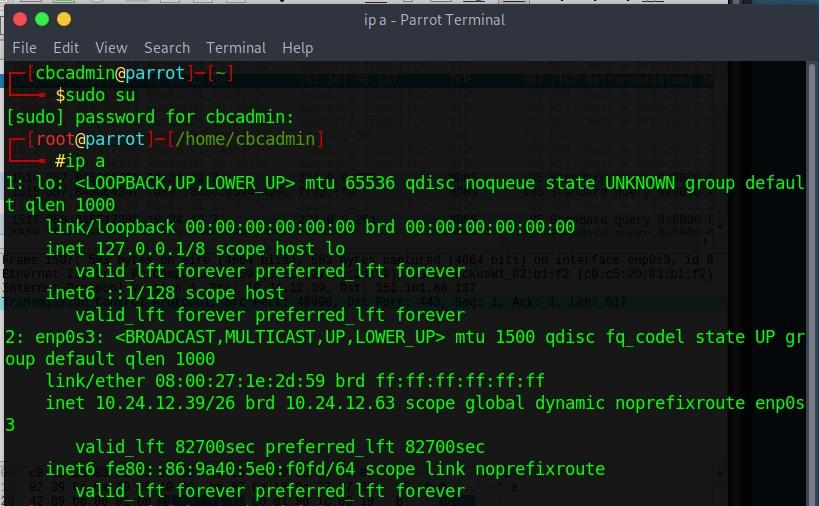 ip a - Parrot Terminal
File Edit View Search Terminal Help
┌─[cbcadmin@parrot]─[~]
└──╼ $sudo su
[sudo] password for cbcadmin:
┌─[root@parrot]─[/home/cbcadmin]
└──╼ #ip a
1: lo: <LOOPBACK,UP,LOWER_UP> mtu 65536 qdisc noqueue state UNKNOWN group defaul
t qlen 1000
link/loopback 00:00:00:00:00:00 brd 00:00:00:00:00:00
inet 127.0.0.1/8 scope host lo
valid_lft forever preferred_lft forever
inet6 ::1/128 scope host
valid_lft forever preferred_lft forever
2: enp0s3: <BROADCAST,MULTICAST,UP,LOWER_UP> mtu 1500 qdisc fq_codel state UP gr
oup default qlen 1000
link/ether 08:00:27:1e:2d:59 brd ff:ff:ff:ff:ff:ff
inet 10.24.12.39/26 brd 10.24.12.63 scope global dynamic noprefixroute enp0s
3
valid_lft 82700sec preferred_lft 82700sec
inet6 fe80::86:9a40:5e0:f0fd/64 scope link noprefixroute
valid_lft forever preferred_lft forever